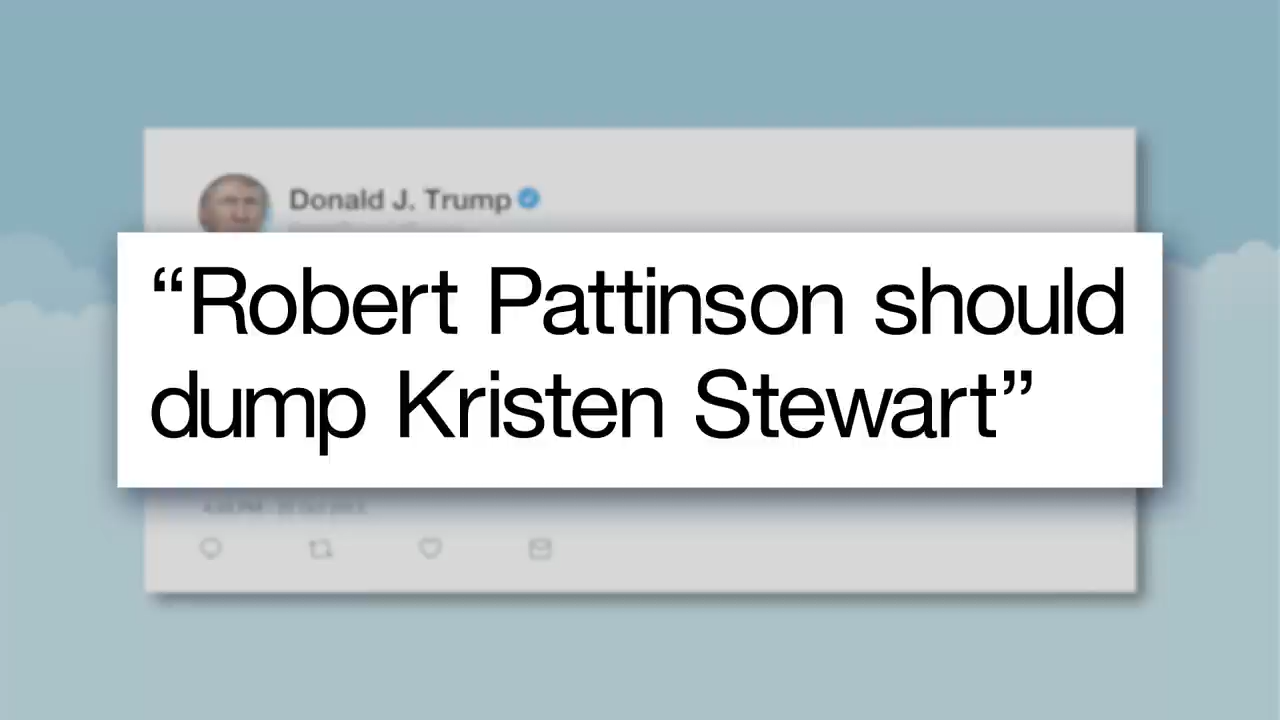 Donald J. Trump
“Robert Pattinson should
dump Kristen Stewart”